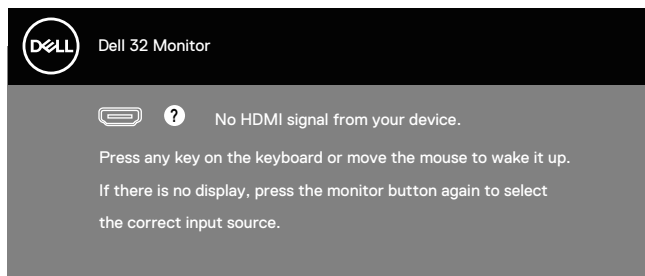 DELL
Dell 32 Monitor
? No HDMI signal from your device.
Press any key on the keyboard or move the mouse to wake it up.
If there is no display, press the monitor button again to select
the correct input source.